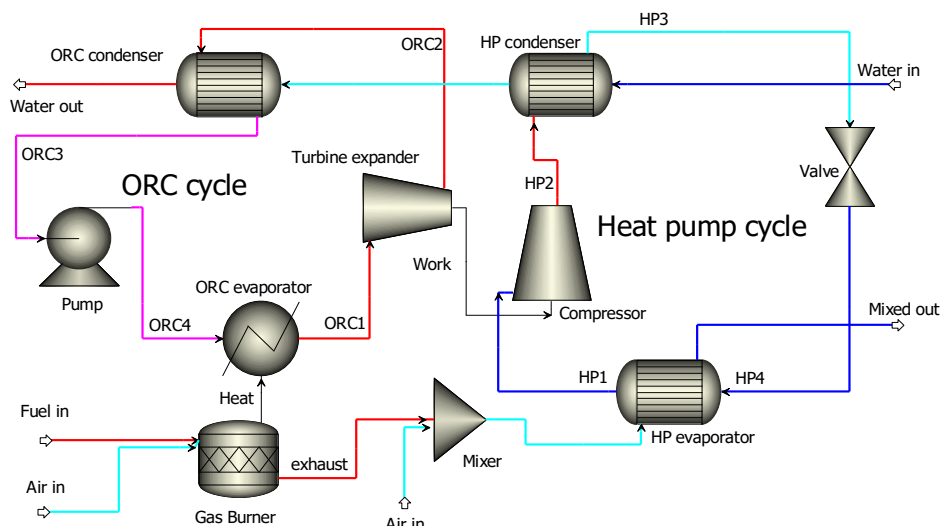 HP3
ORC2
ORC condenser
HP condenser
Water in
Water out
ORC3
Turbine expander
Valve
HP2
ORC cycle
Heat pump cycle
Work
ORC evaporator
Pump
Compressor
Mixed out
ORC4
ORC1
HP1
HP4
Heat
Fuel in
HP evaporator
Mixer
exhaust
Air in
Gas Burner
Air in